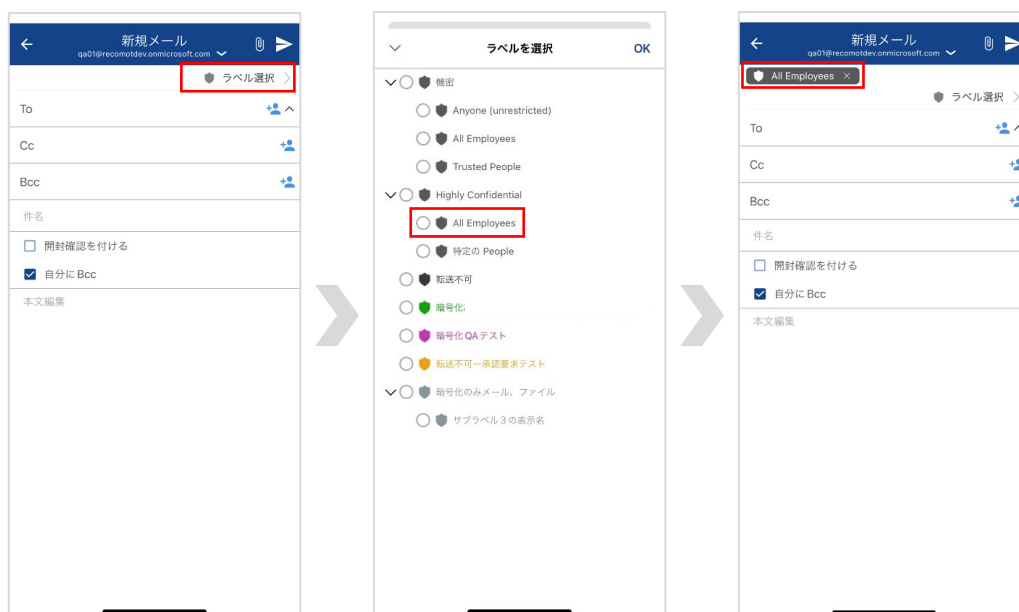 新規メール
qa01@recomotdev.onmicrosoft.com
ラベル選択
To
Cc
Bcc
件名
開封確認を付ける
自分に Bcc
本文編集
ラベルを選択
OK
機密
Anyone (unrestricted)
All Employees
Trusted People
Highly Confidential
All Employees
特定の People
転送不可
暗号化
暗号化QAテスト
転送不可ー承認要求テスト
暗号化のみメール、ファイル
サブラベル3の表示名
新規メール
qa01@recomotdev.onmicrosoft.com
All Employees ×
ラベル選択
To
Cc
Bcc
件名
開封確認を付ける
自分に Bcc
本文編集